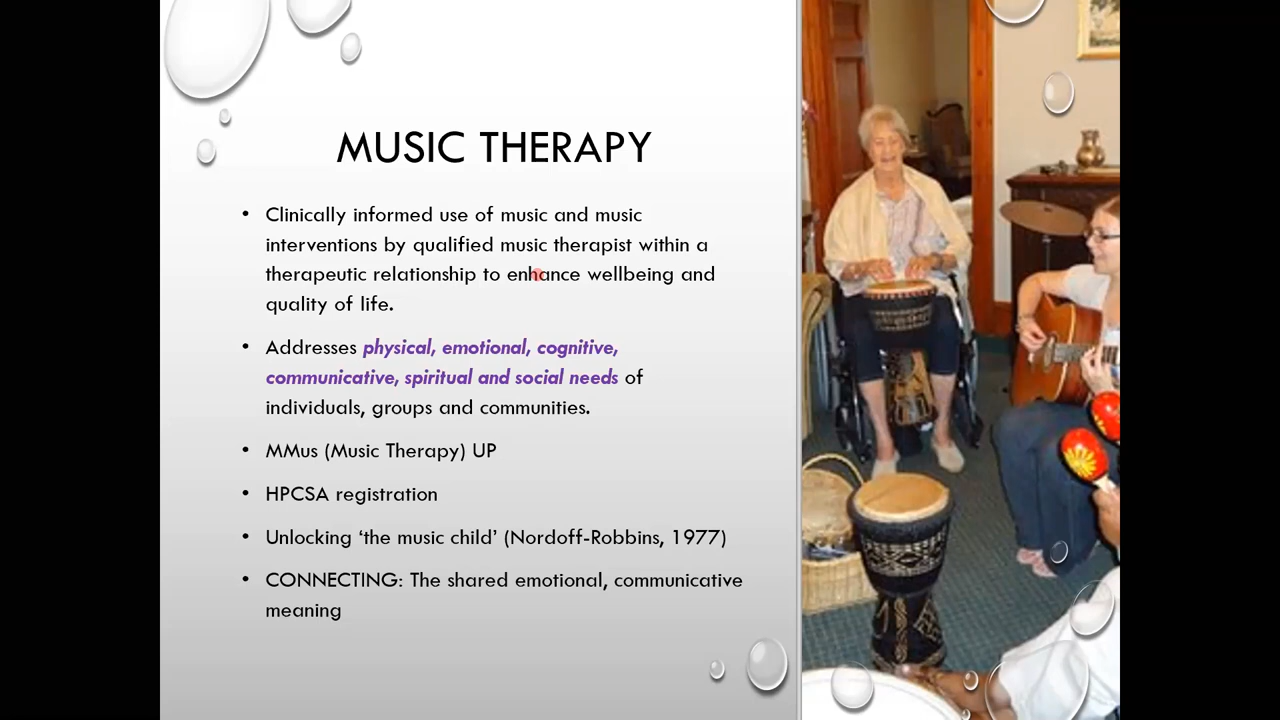 MUSIC THERAPY
• Clinically informed use of music and music
interventions by qualified music therapist within a
therapeutic relationship to enhance wellbeing and
quality of life.
• Addresses physical, emotional, cognitive,
communicative, spiritual and social needs of
individuals, groups and communities.
• MMus (Music Therapy) UP
• HPCSA registration
• Unlocking ‘the music child’ (Nordoff-Robbins, 1977)
• CONNECTING: The shared emotional, communicative
meaning